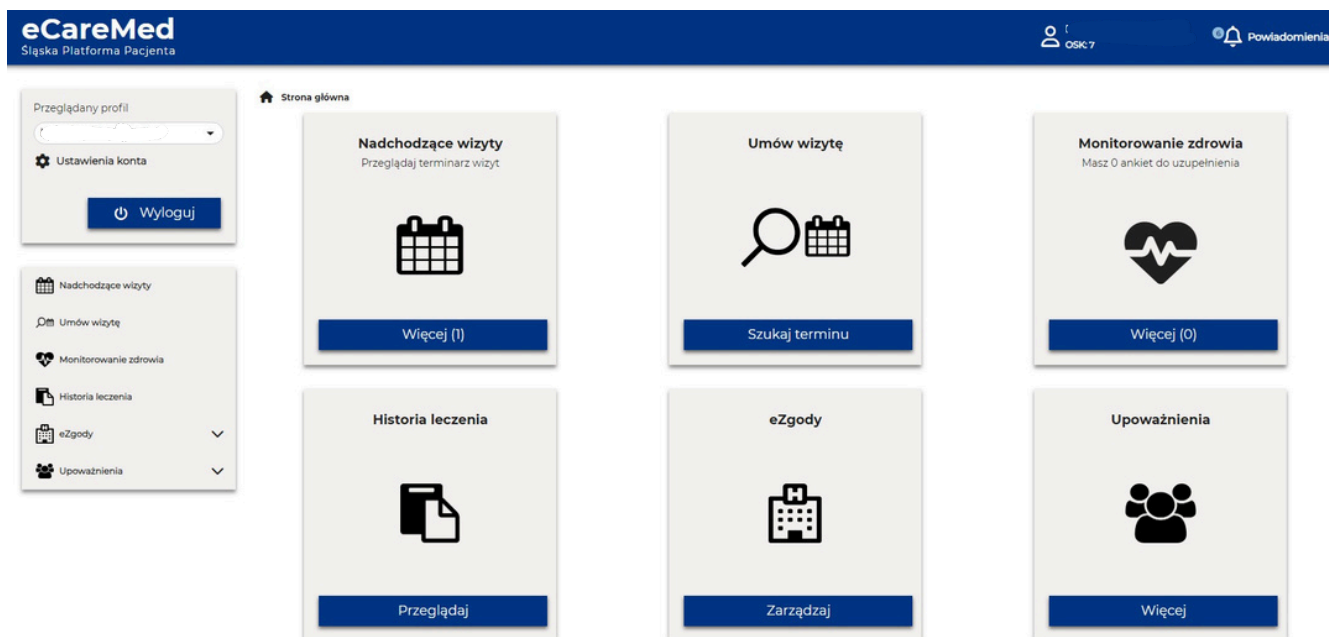 eCareMed
Śląska Platforma Pacjenta
OSK: 7
Powiadomienia
Przeglądany profil
Ustawienia konta
Wyloguj
Nadchodzące wizyty
Umów wizytę
Monitorowanie zdrowia
Historia leczenia
eZgody
Upoważnienia
Strona główna
Nadchodzące wizyty
Przeglądaj terminarz wizyt
Więcej (1)
Umów wizytę
Szukaj terminu
Monitorowanie zdrowia
Masz 0 ankiet do uzupełnienia
Więcej (0)
Historia leczenia
Przeglądaj
eZgody
Zarządzaj
Upoważnienia
Więcej